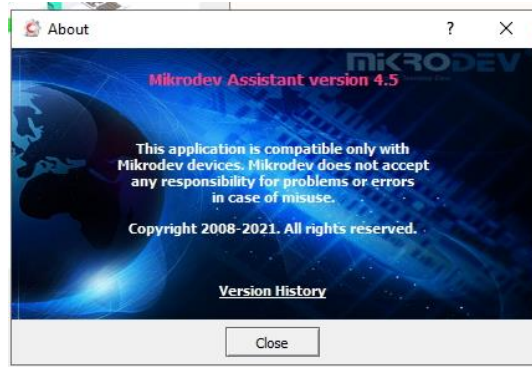 About
?
MIKRODEV
Mikrodev Assistant version 4.5
This application is compatible only with
Mikrodev devices. Mikrodev does not accept
any responsibility for problems or errors
in case of misuse.
Copyright 2008-2021. All rights reserved.
Version History
Close